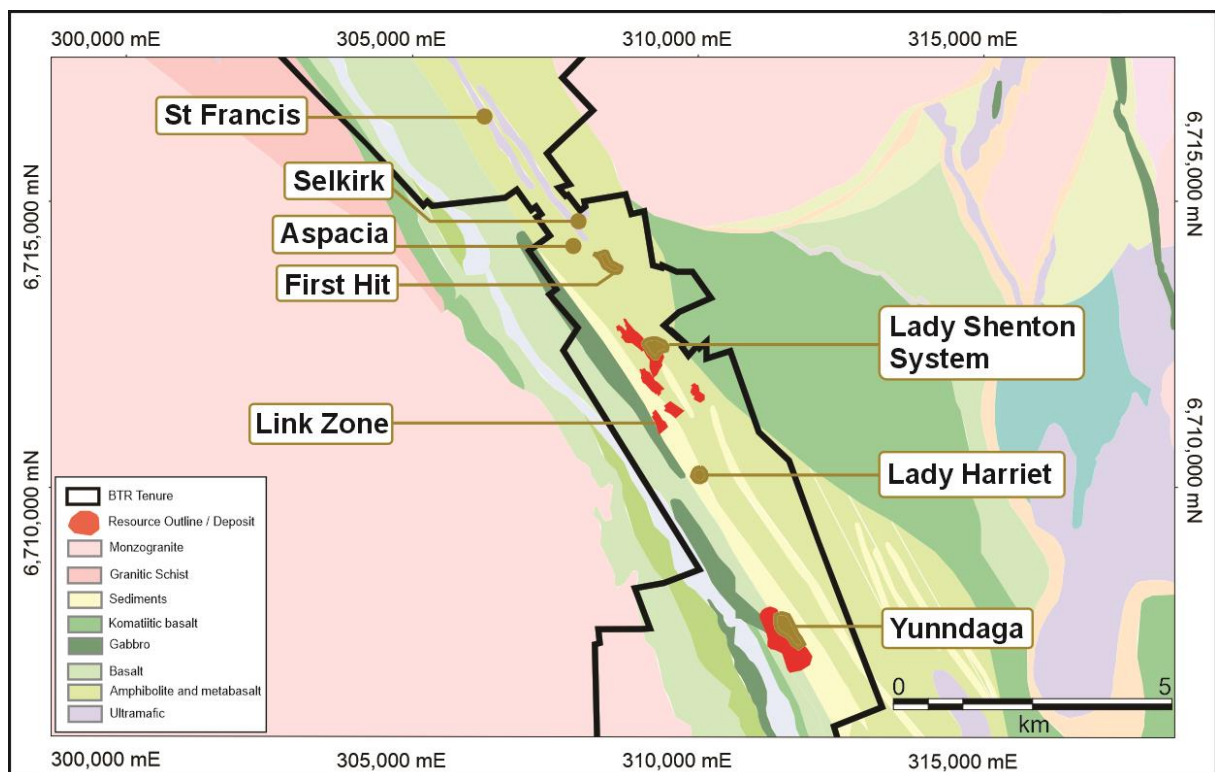 300,000 mE
305,000 mE
310,000 mE
315,000 mE
St Francis
Selkirk
Aspacia
First Hit
Lady Shenton
System
Link Zone
Lady Harriet
Yunndaga
6,715,000 mN
6,710,000 mN
6,715,000 mN
6,710,000 mN
BTR Tenure
Resource Outline / Deposit
Monzogranite
Granitic Schist
Sediments
Komatiitic basalt
Gabbro
Basalt
Amphibolite and metabasalt
Ultramafic
0 5
km
300,000 mE
305,000 mE
310,000 mE
315,000 mE